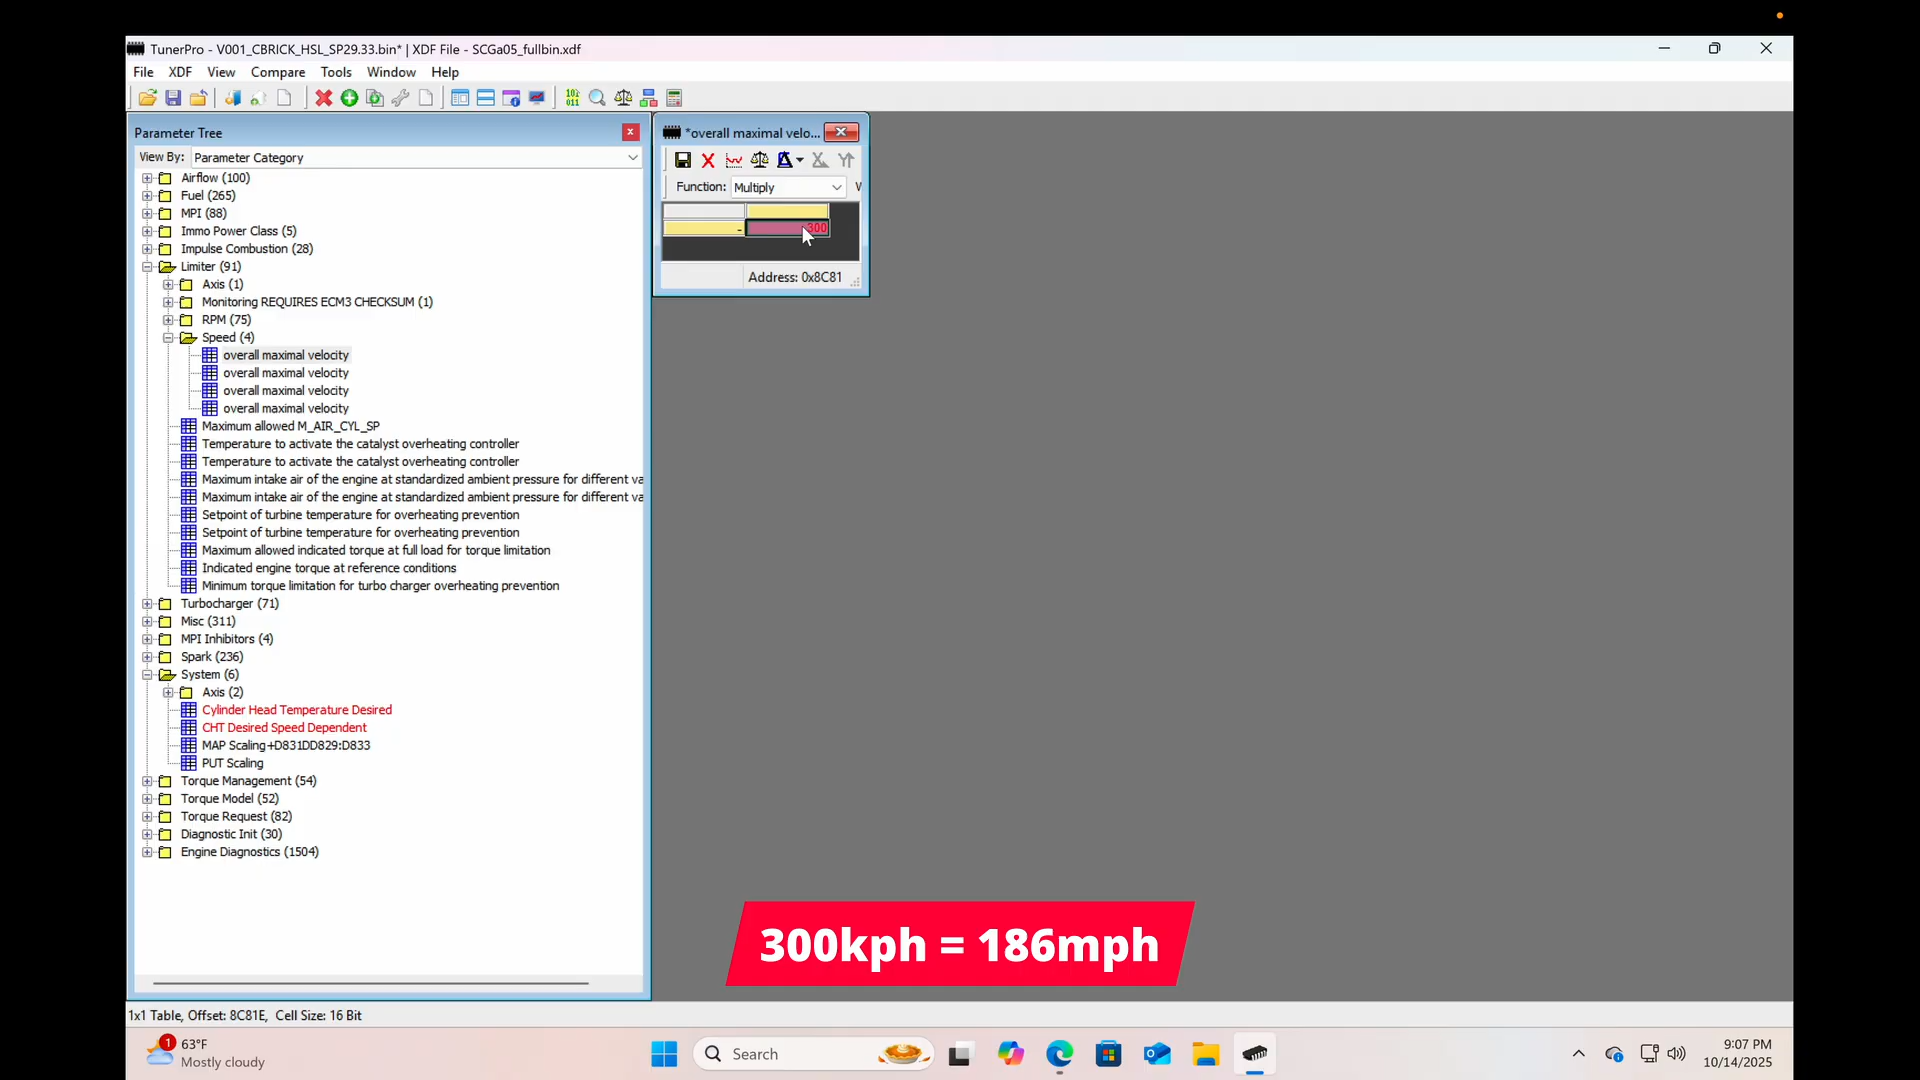 TunerPro - V001_CBRICK_HSL_SP29.33.bin* | XDF File - SCGa05_fullbin.xdf
File XDF View Compare Tools Window Help
Parameter Tree
View By: Parameter Category
Airflow (100)
Fuel (265)
MPI (88)
Immo Power Class (5)
Impulse Combustion (28)
Limiter (91)
Axis (1)
Monitoring REQUIRES ECM3 CHECKSUM (1)
RPM (75)
Speed (4)
overall maximal velocity
overall maximal velocity
overall maximal velocity
overall maximal velocity
Maximum allowed M_AIR_CYL_SP
Temperature to activate the catalyst overheating controller
Temperature to activate the catalyst overheating controller
Maximum intake air of the engine at standardized ambient pressure for different va
Maximum intake air of the engine at standardized ambient pressure for different va
Setpoint of turbine temperature for overheating prevention
Setpoint of turbine temperature for overheating prevention
Maximum allowed indicated torque at full load for torque limitation
Indicated engine torque at reference conditions
Minimum torque limitation for turbo charger overheating prevention
Turbocharger (71)
Misc (311)
MPI Inhibitors (4)
Spark (236)
System (6)
Axis (2)
Cylinder Head Temperature Desired
CHT Desired Speed Dependent
MAP Scaling+D831DD829:D833
PUT Scaling
Torque Management (54)
Torque Model (52)
Torque Request (82)
Diagnostic Init (30)
Engine Diagnostics (1504)
*overall maximal velo...
Function: Multiply
-
300
Address: 0x8C81
300kph = 186mph
1x1 Table, Offset: 8C81E, Cell Size: 16 Bit
1
63°F
Mostly cloudy
Search
9:07 PM
10/14/2025